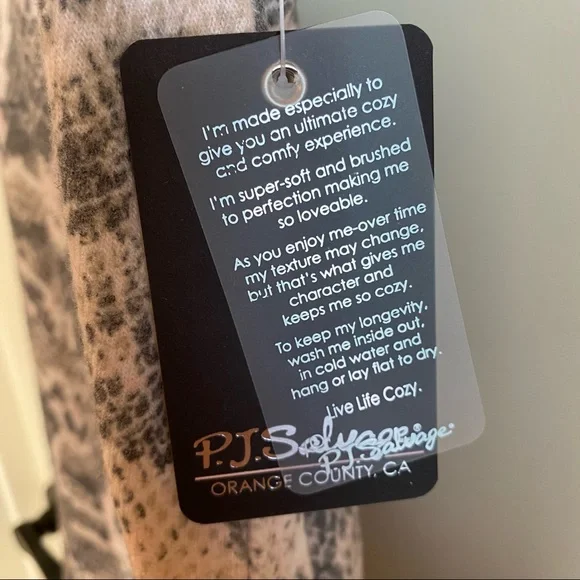 I'm made especially to
give you an ultimate cozy
and comfy experience.
I'm super-soft and brushed
to perfection making me
so loveable.
As you enjoy me-over time
my texture may change,
but that's what gives me
character and
keeps me so cozy.
To keep my longevity,
wash me inside out,
in cold water and
hang or lay flat to dry.
Live Life Cozy.
P.J. Salvage
P.J. Salvage
ORANGE COUNTY, CA